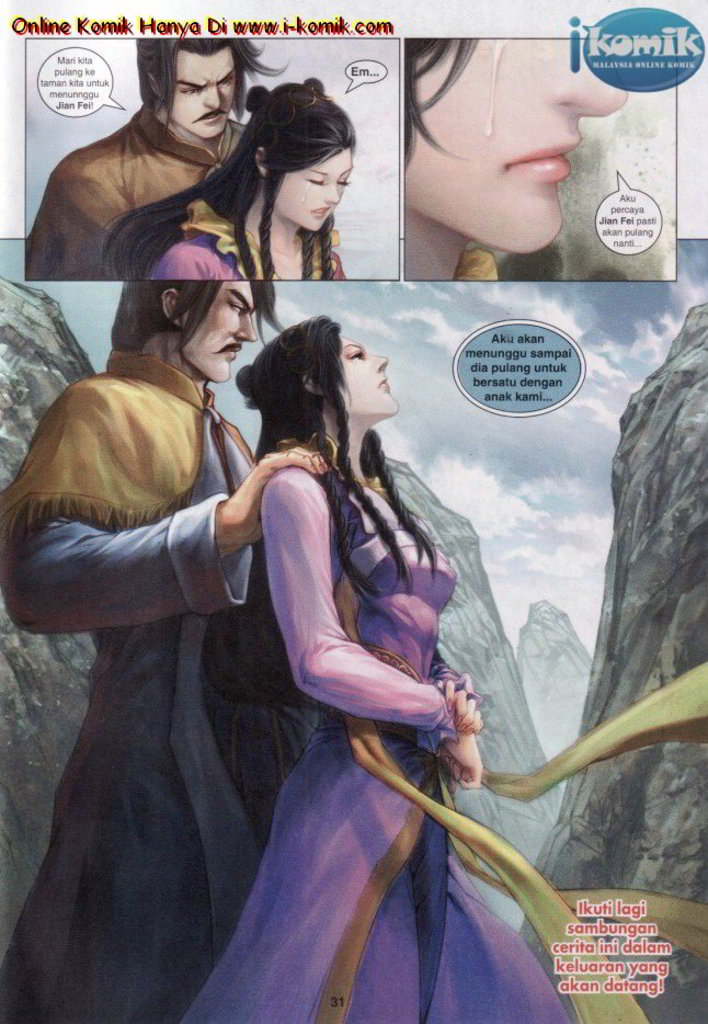 Online Komik Hanya Di www.i-komik.com
ikomik
MALAYSIA ONLINE KOMIK
Mari kita
pulang ke
taman kita untuk
menunnggu
Jian Fei!
Em...
Aku
percaya
Jian Fei pasti
akan pulang
nanti...
Aku akan
menunggu sampai
dia pulang untuk
bersatu dengan
anak kami...
Ikuti lagi
sambungan
cerita ini dalam
keluaran yang
akan datang!
31